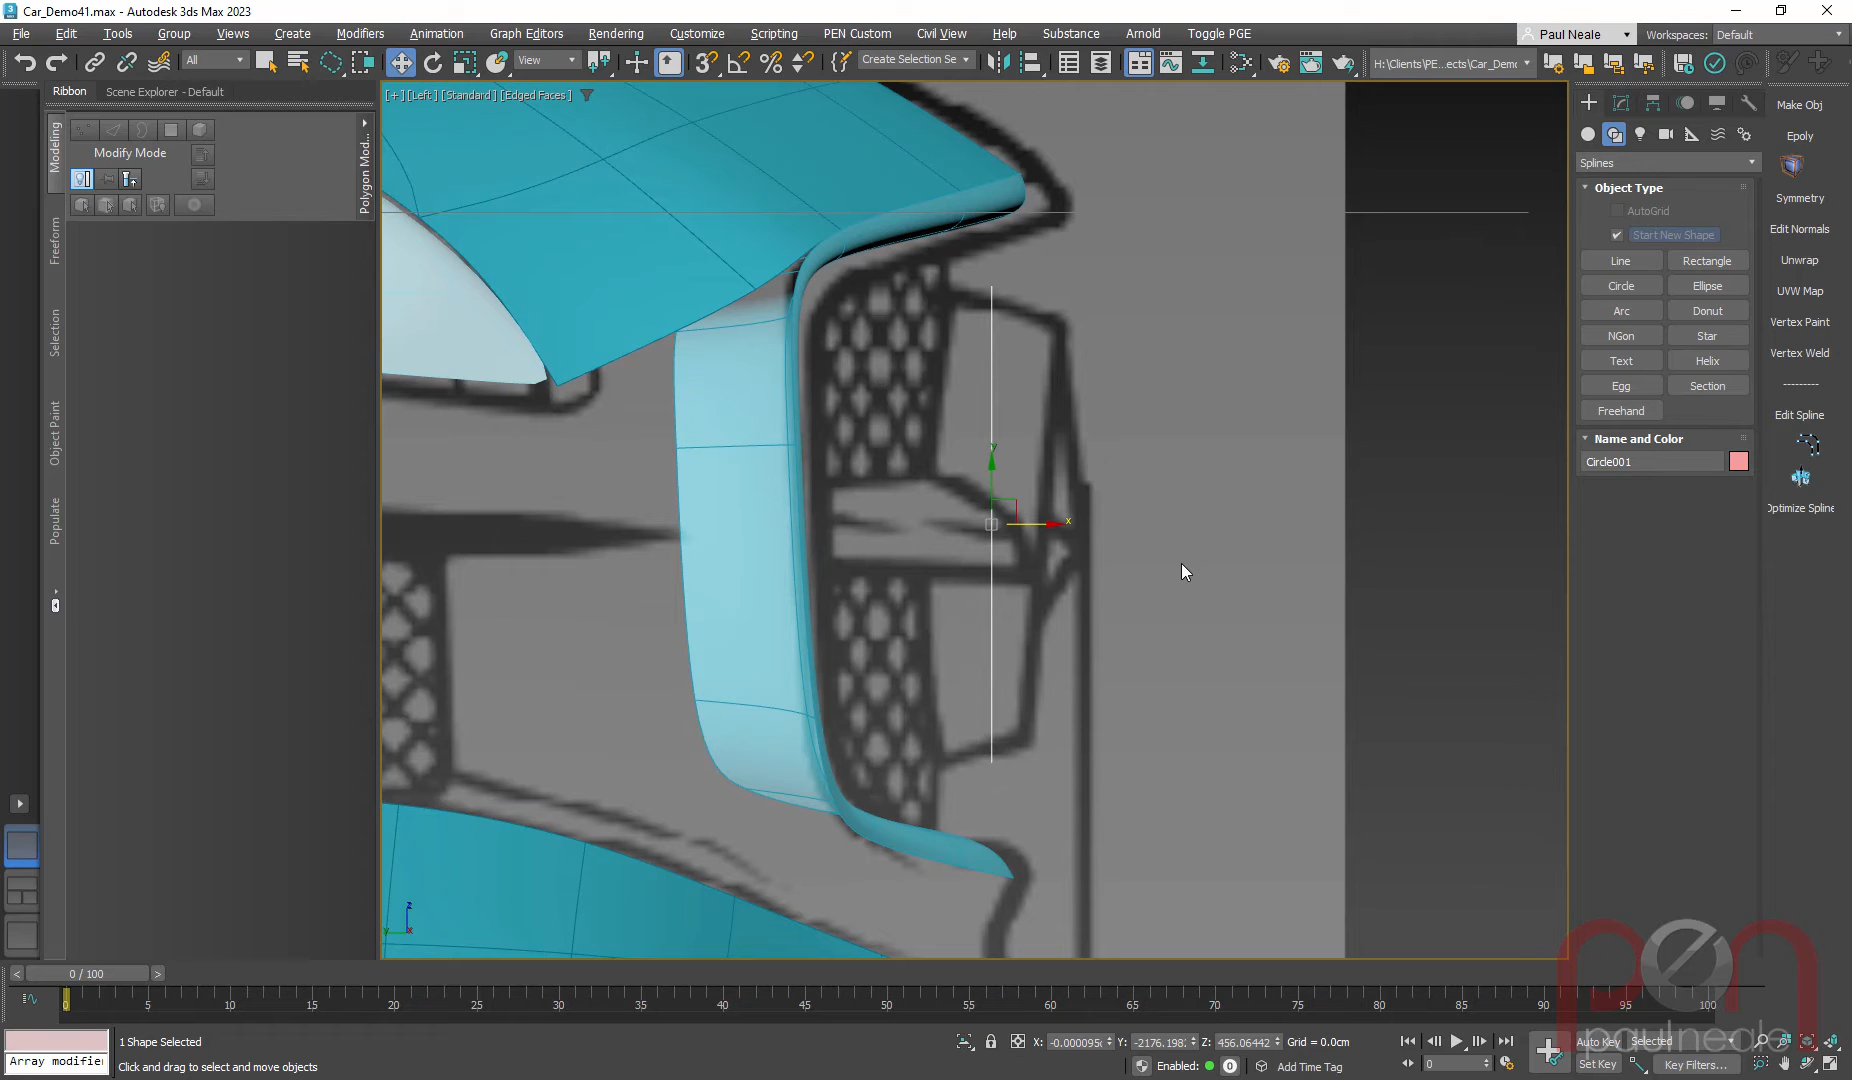 Car_Demo41.max - Autodesk 3ds Max 2023
File Edit Tools Group Views Create Modifiers Animation Graph Editors Rendering Customize Scripting PEN Custom Civil View Help Substance Arnold Toggle PGE
Paul Neale
Workspaces: Default
All
View
Create Selection Se
H:\Clients\PE...ects\Car_Demc
Ribbon
Scene Explorer - Default
[+] [Left] [Standard] [Edged Faces]
Modeling
Freeform
Selection
Object Paint
Populate
Modify Mode
Polygon Mod...
Splines
Object Type
AutoGrid
Start New Shape
Line Rectangle
Circle Ellipse
Arc Donut
NGon Star
Text Helix
Egg Section
Freehand
Name and Color
Circle001
Make Obj
Epoly
Symmetry
Edit Normals
Unwrap
UVW Map
Vertex Paint
Vertex Weld
----------
Edit Spline
Optimize Spline
y
x
z
y
x
< 0 / 100 >
0 5 10 15 20 25 30 35 40 45 50 55 60 65 70 75 80 85 90 95 100
1 Shape Selected
Array modifie
Click and drag to select and move objects
X: -0.000095c
Y: -2176.1982
Z: 456.06442
Grid = 0.0cm
Enabled:
0
Add Time Tag
0
Auto Key
Selected
Set Key
Key Filters...
pen
paulneale